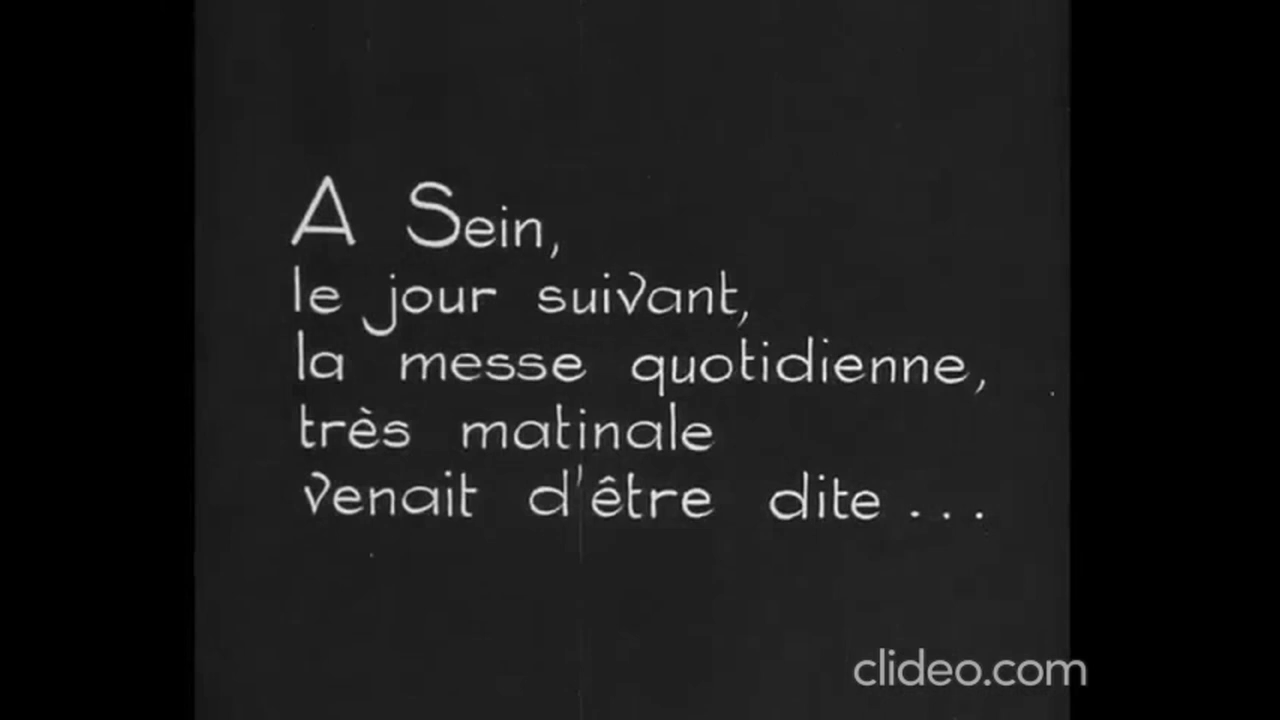 A Sein,
le jour suivant,
la messe quotidienne,
très matinale
venait d'être dite ...
clideo.com